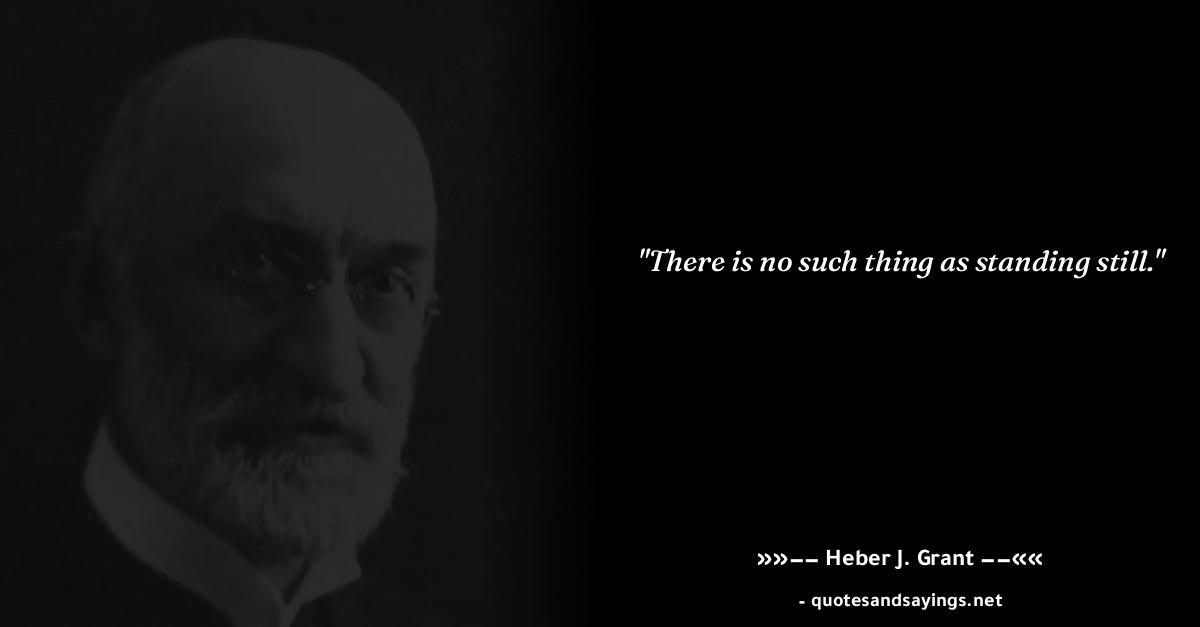 "There is no such thing as standing still."
»»–– Heber J. Grant ––««
- quotesandsayings.net